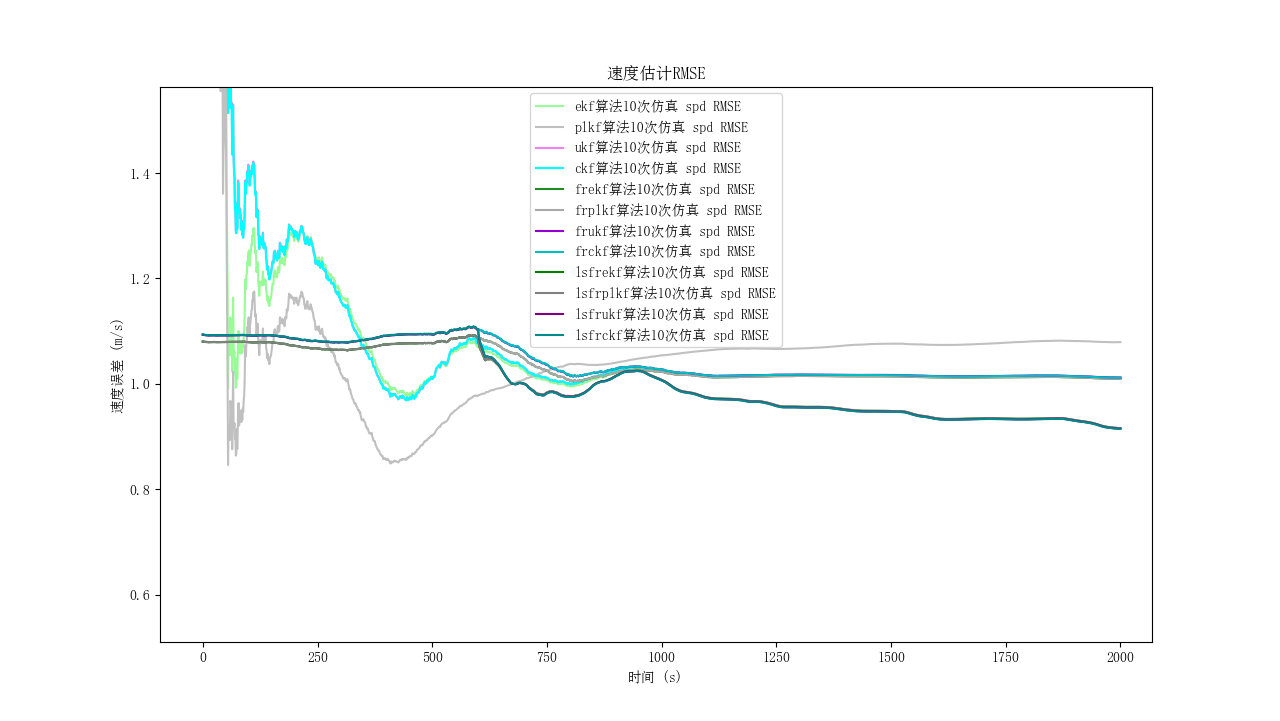 速度估计RMSE
ekf算法10次仿真 spd RMSE
plkf算法10次仿真 spd RMSE
ukf算法10次仿真 spd RMSE
ckf算法10次仿真 spd RMSE
frekf算法10次仿真 spd RMSE
frplkf算法10次仿真 spd RMSE
frukf算法10次仿真 spd RMSE
frckf算法10次仿真 spd RMSE
lsfrekf算法10次仿真 spd RMSE
lsfrplkf算法10次仿真 spd RMSE
lsfrukf算法10次仿真 spd RMSE
lsfrckf算法10次仿真 spd RMSE
速度误差 (m/s)
1.4
1.2
1.0
0.8
0.6
0 250 500 750 1000 1250 1500 1750 2000
时间 (s)